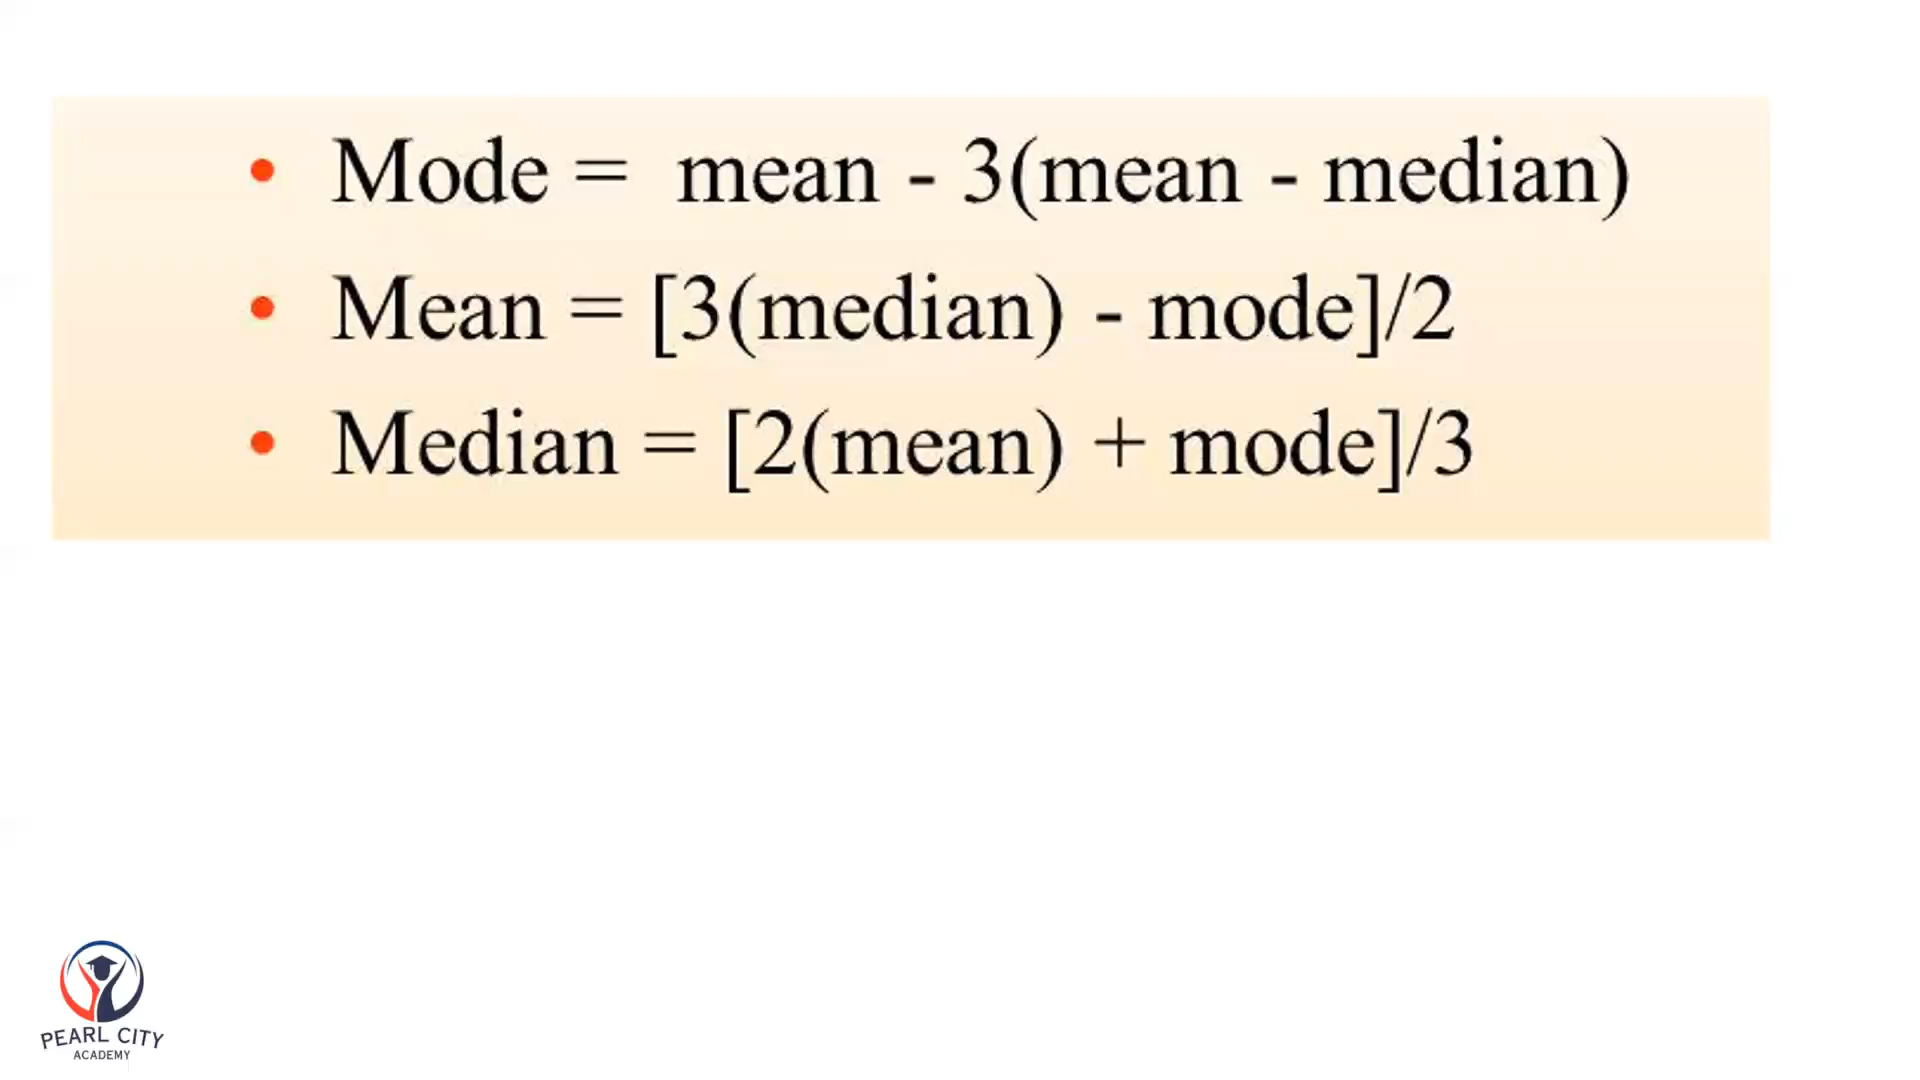 • Mode =  mean - 3(mean - median)
• Mean = [3(median) - mode]/2
• Median = [2(mean) + mode]/3
PEARL CITY
ACADEMY